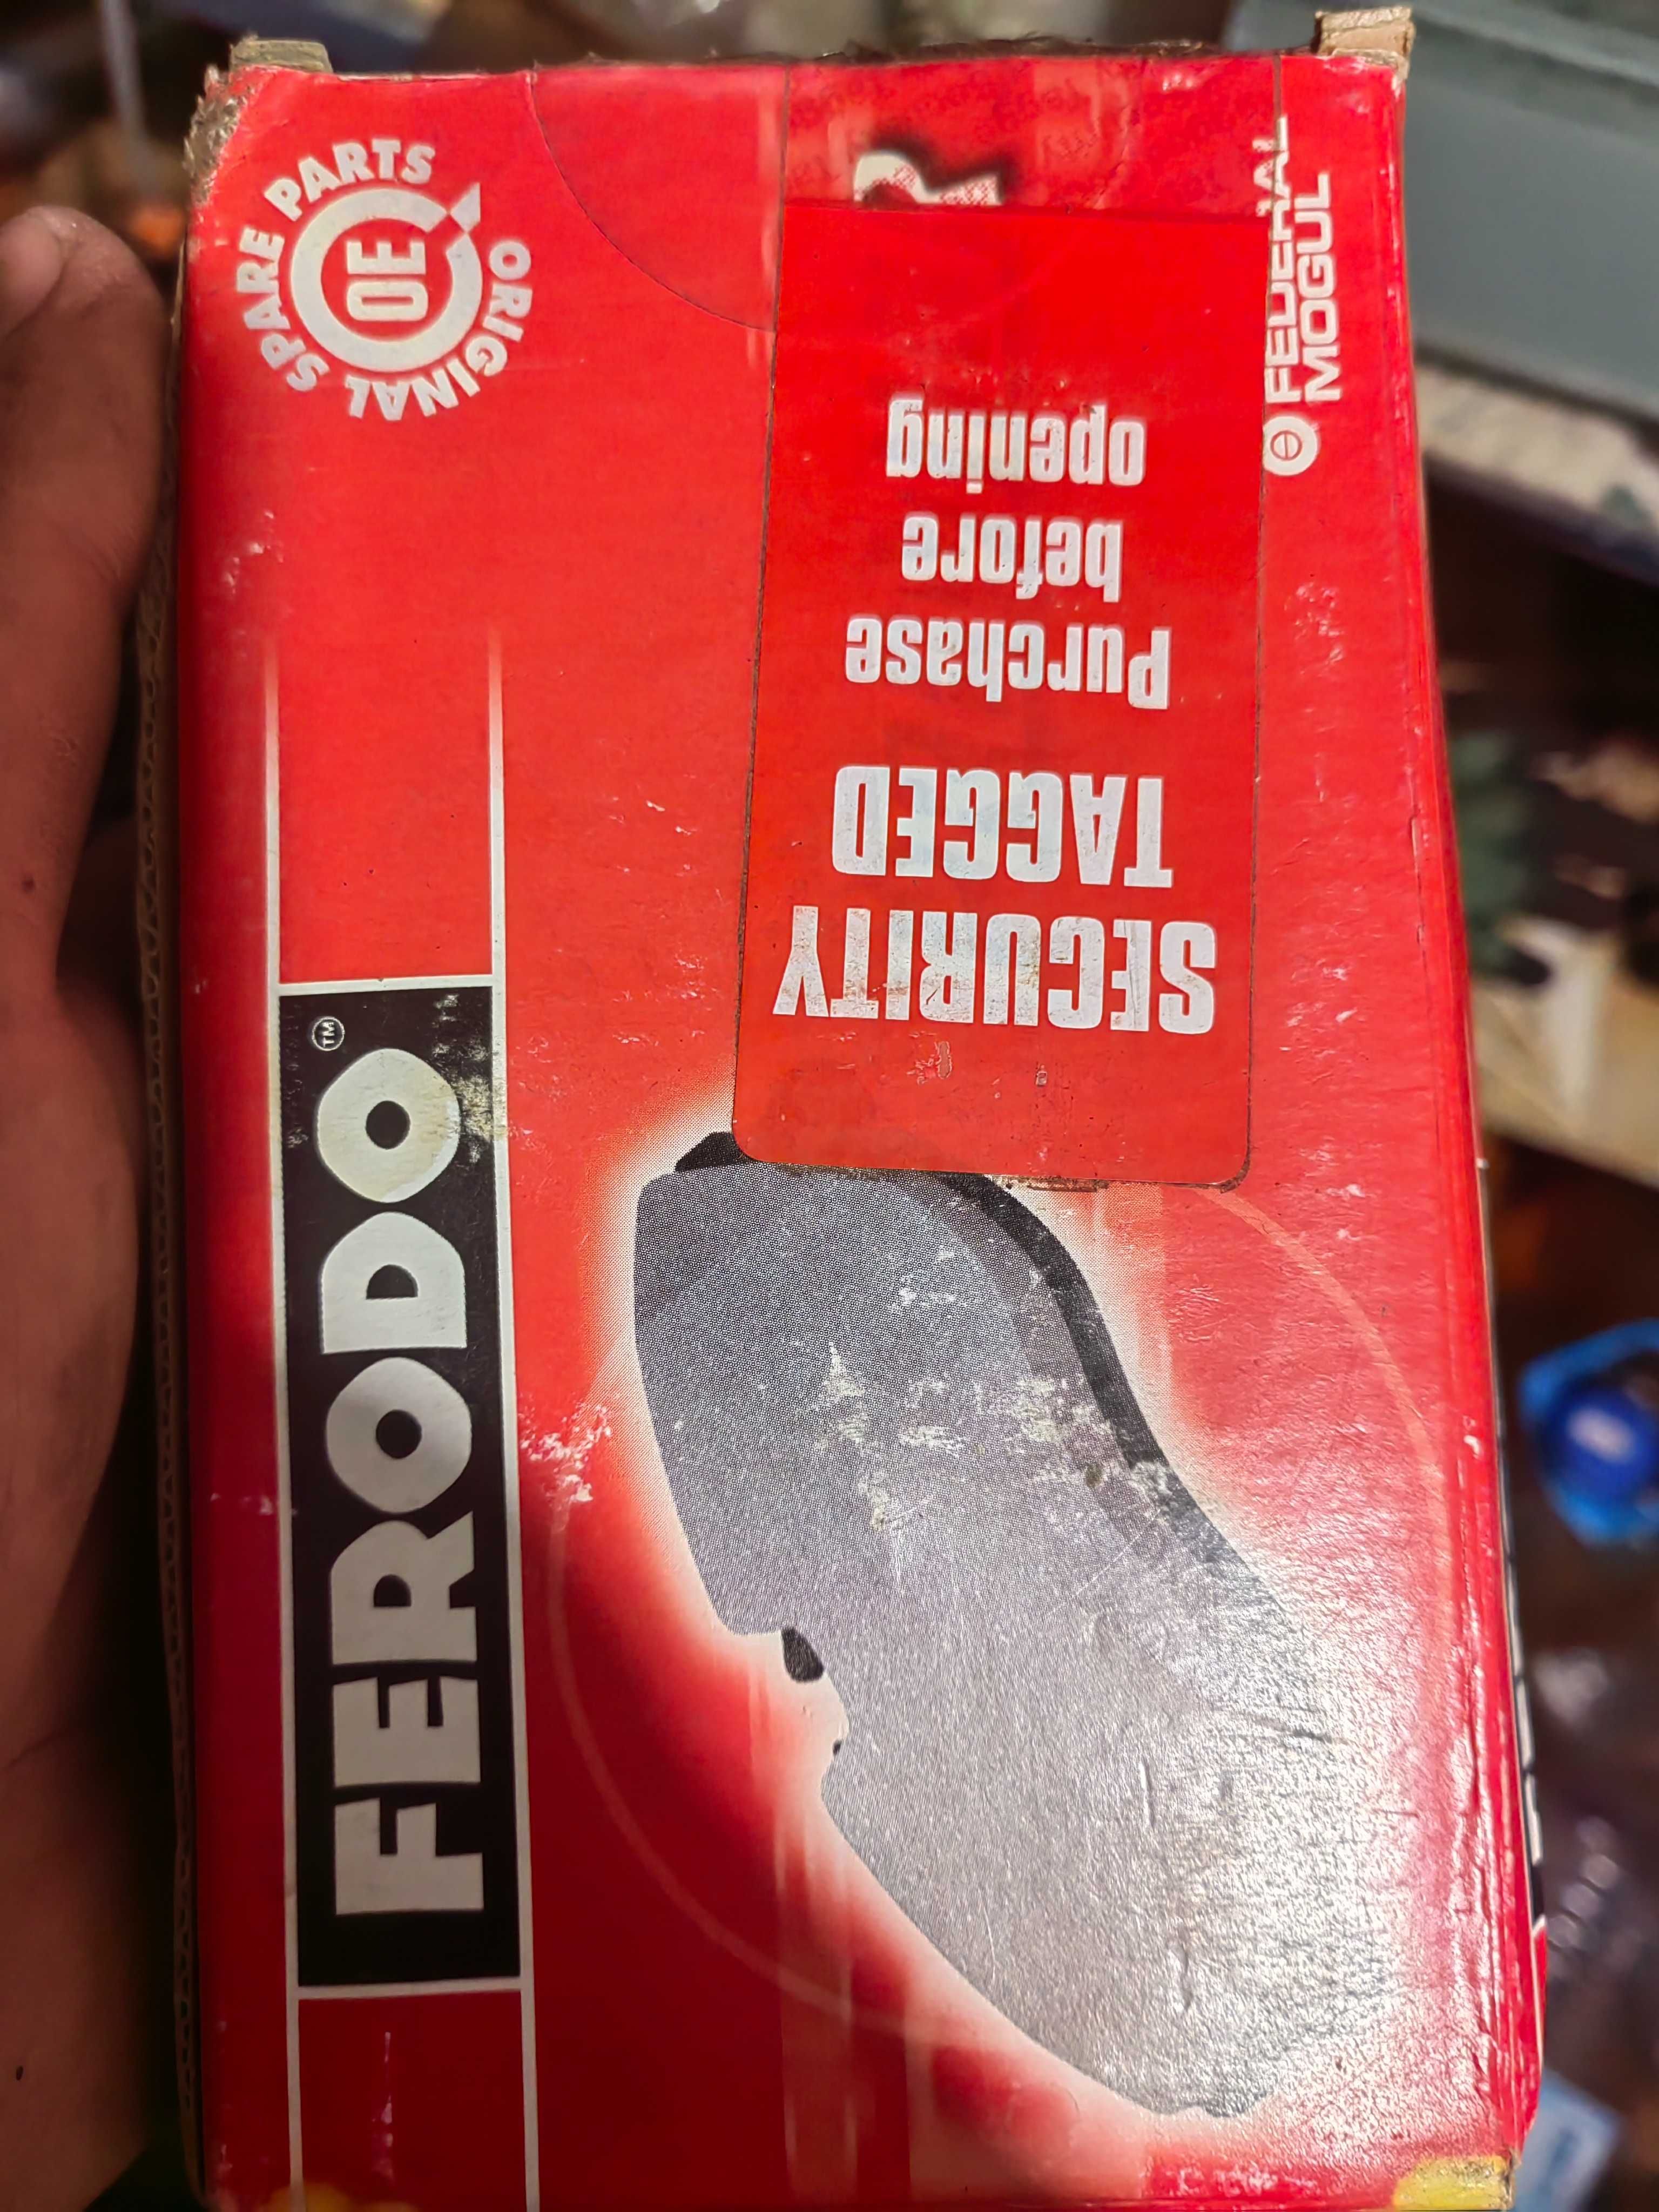 ORIGINAL SPARE PARTS
OE
FERODO™
FEDERAL
MOGUL
SECURITY
TAGGED
Purchase
before
opening